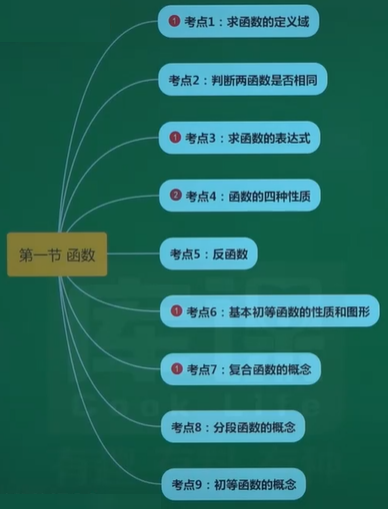 ① 考点1：求函数的定义域
考点2：判断两函数是否相同
① 考点3：求函数的表达式
② 考点4：函数的四种性质
第一节 函数
考点5：反函数
① 考点6：基本初等函数的性质和图形
① 考点7：复合函数的概念
考点8：分段函数的概念
考点9：初等函数的概念